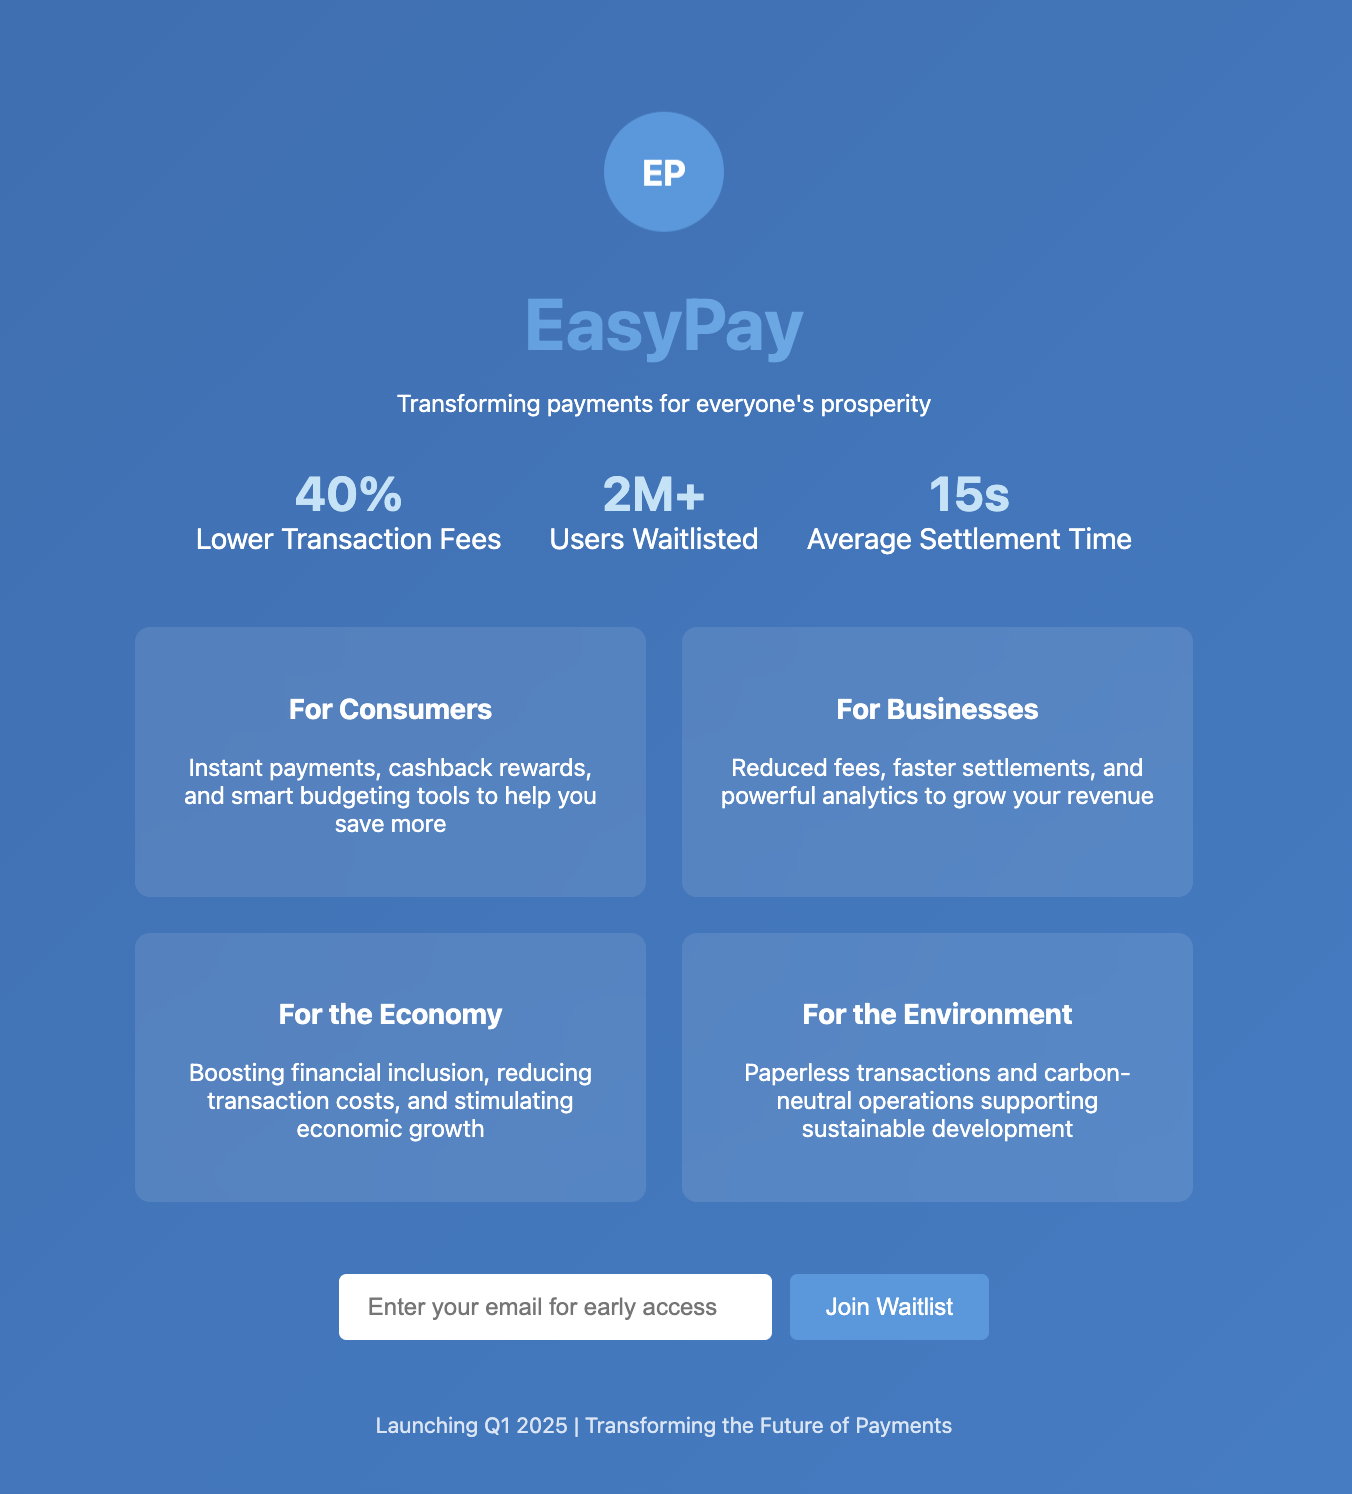 EP
EasyPay
Transforming payments for everyone's prosperity
40%
Lower Transaction Fees
2M+
Users Waitlisted
15s
Average Settlement Time
For Consumers
Instant payments, cashback rewards,
and smart budgeting tools to help you
save more
For Businesses
Reduced fees, faster settlements, and
powerful analytics to grow your revenue
For the Economy
Boosting financial inclusion, reducing
transaction costs, and stimulating
economic growth
For the Environment
Paperless transactions and carbon-
neutral operations supporting
sustainable development
Enter your email for early access
Join Waitlist
Launching Q1 2025 | Transforming the Future of Payments